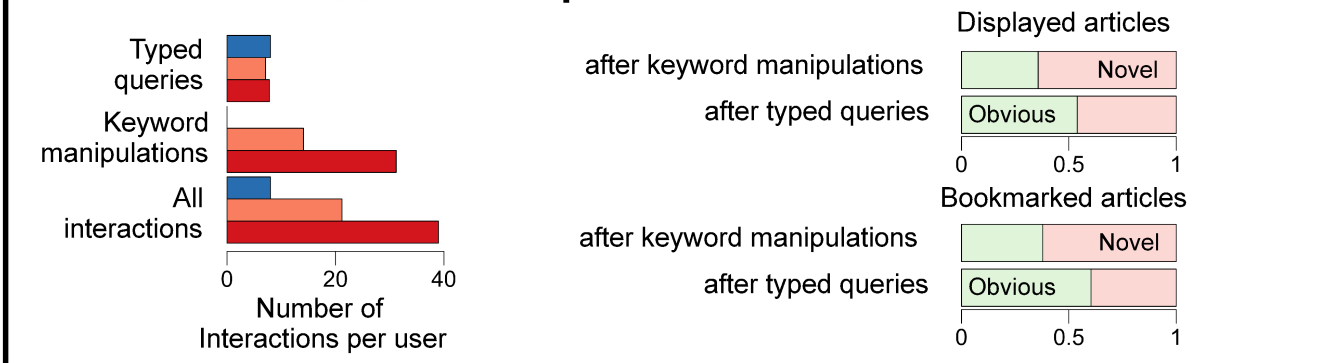 Typed
queries
Keyword
manipulations
All
interactions
0 20 40
Number of
Interactions per user
Displayed articles
after keyword manipulations Novel
after typed queries Obvious
0 0.5 1
Bookmarked articles
after keyword manipulations Novel
after typed queries Obvious
0 0.5 1